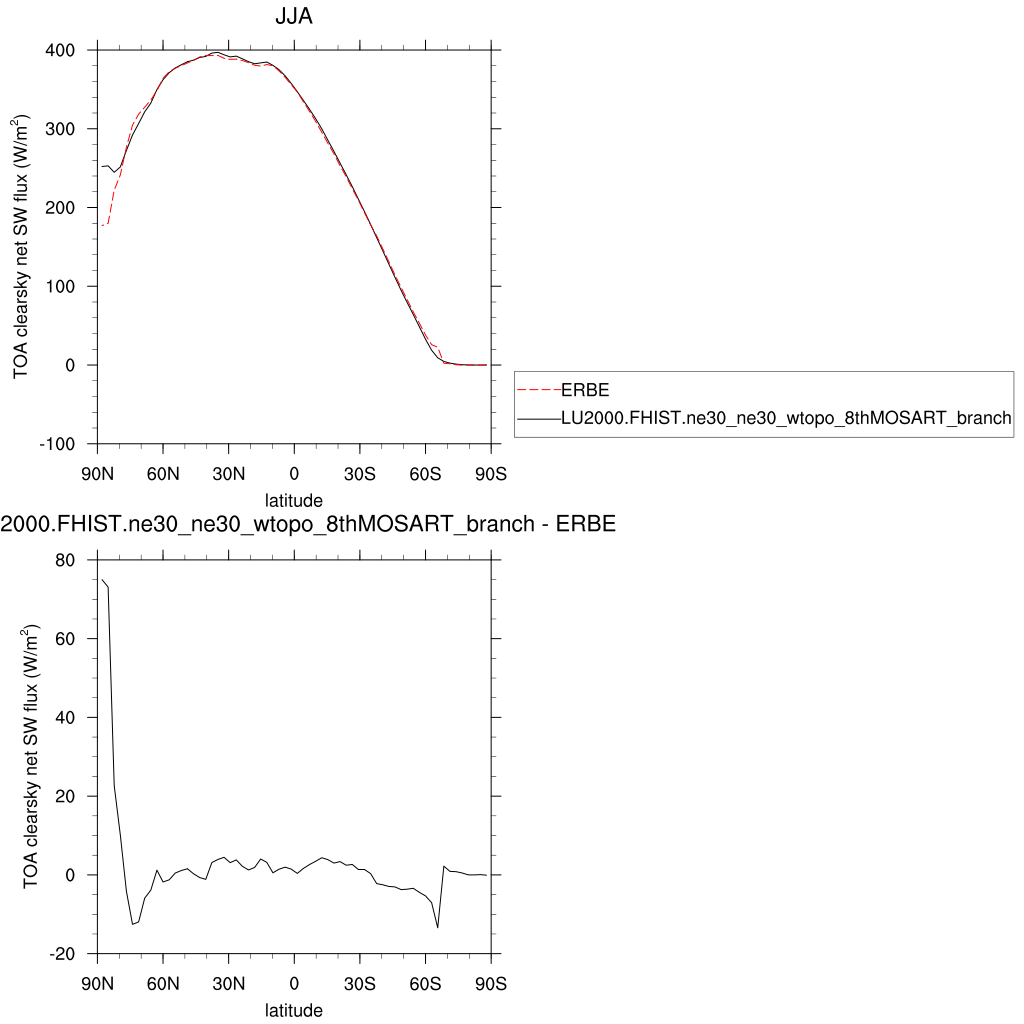 JJA
TOA clearsky net SW flux (W/m²)
400
300
200
100
0
-100
90N 60N 30N 0 30S 60S 90S
latitude
ERBE
LU2000.FHIST.ne30_ne30_wtopo_8thMOSART_branch
2000.FHIST.ne30_ne30_wtopo_8thMOSART_branch - ERBE
TOA clearsky net SW flux (W/m²)
80
60
40
20
0
-20
90N 60N 30N 0 30S 60S 90S
latitude